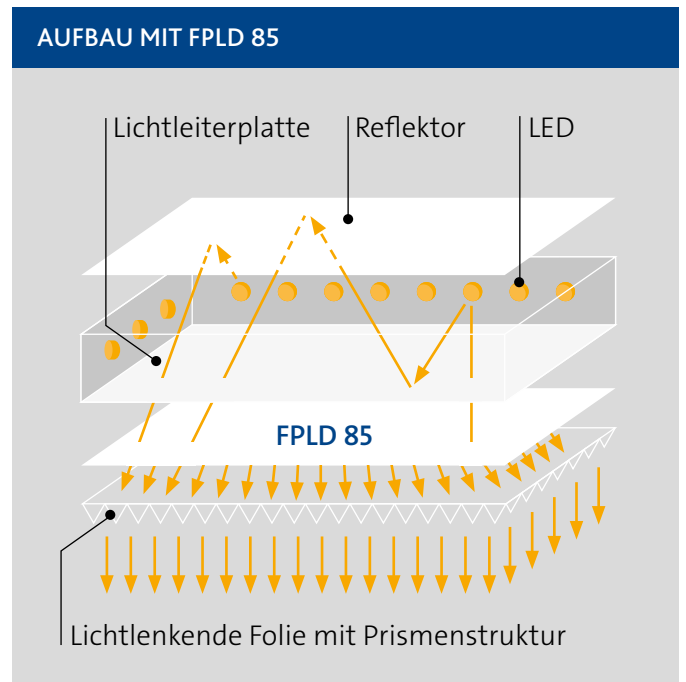 AUFBAU MIT FPLD 85
Lichtleiterplatte
Reflektor
LED
FPLD 85
Lichtlenkende Folie mit Prismenstruktur